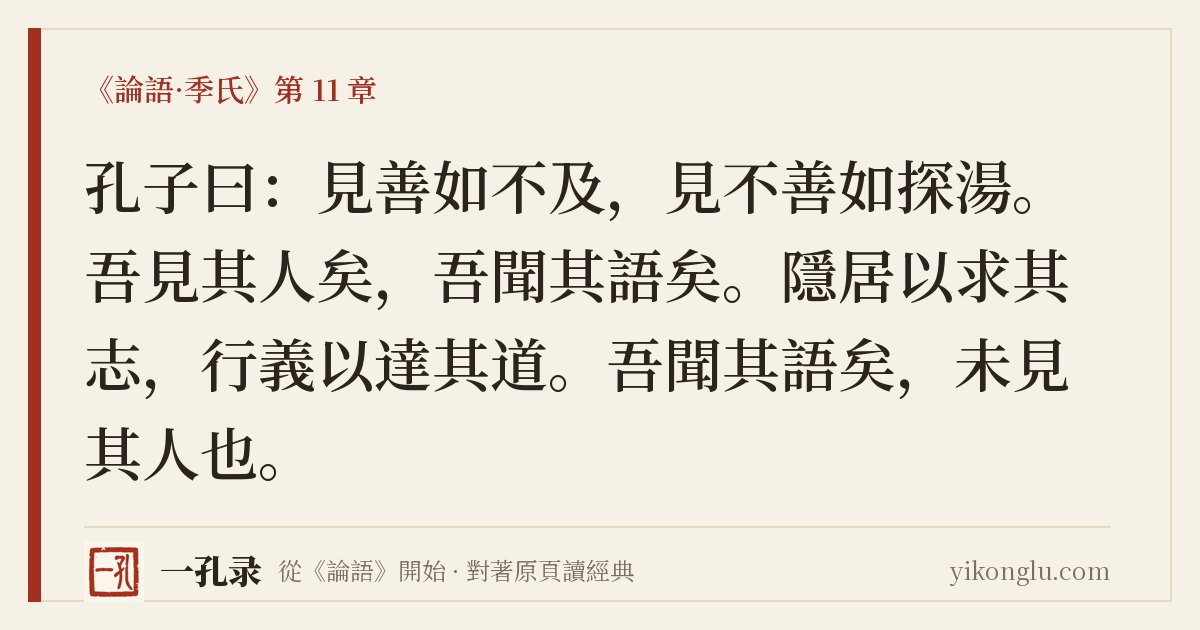 《論語·季氏》第 11 章
孔子曰：見善如不及，見不善如探湯。
吾見其人矣，吾聞其語矣。隱居以求其
志，行義以達其道。吾聞其語矣，未見
其人也。
一孔
一孔录 從《論語》開始 · 對著原頁讀經典 yikonglu.com